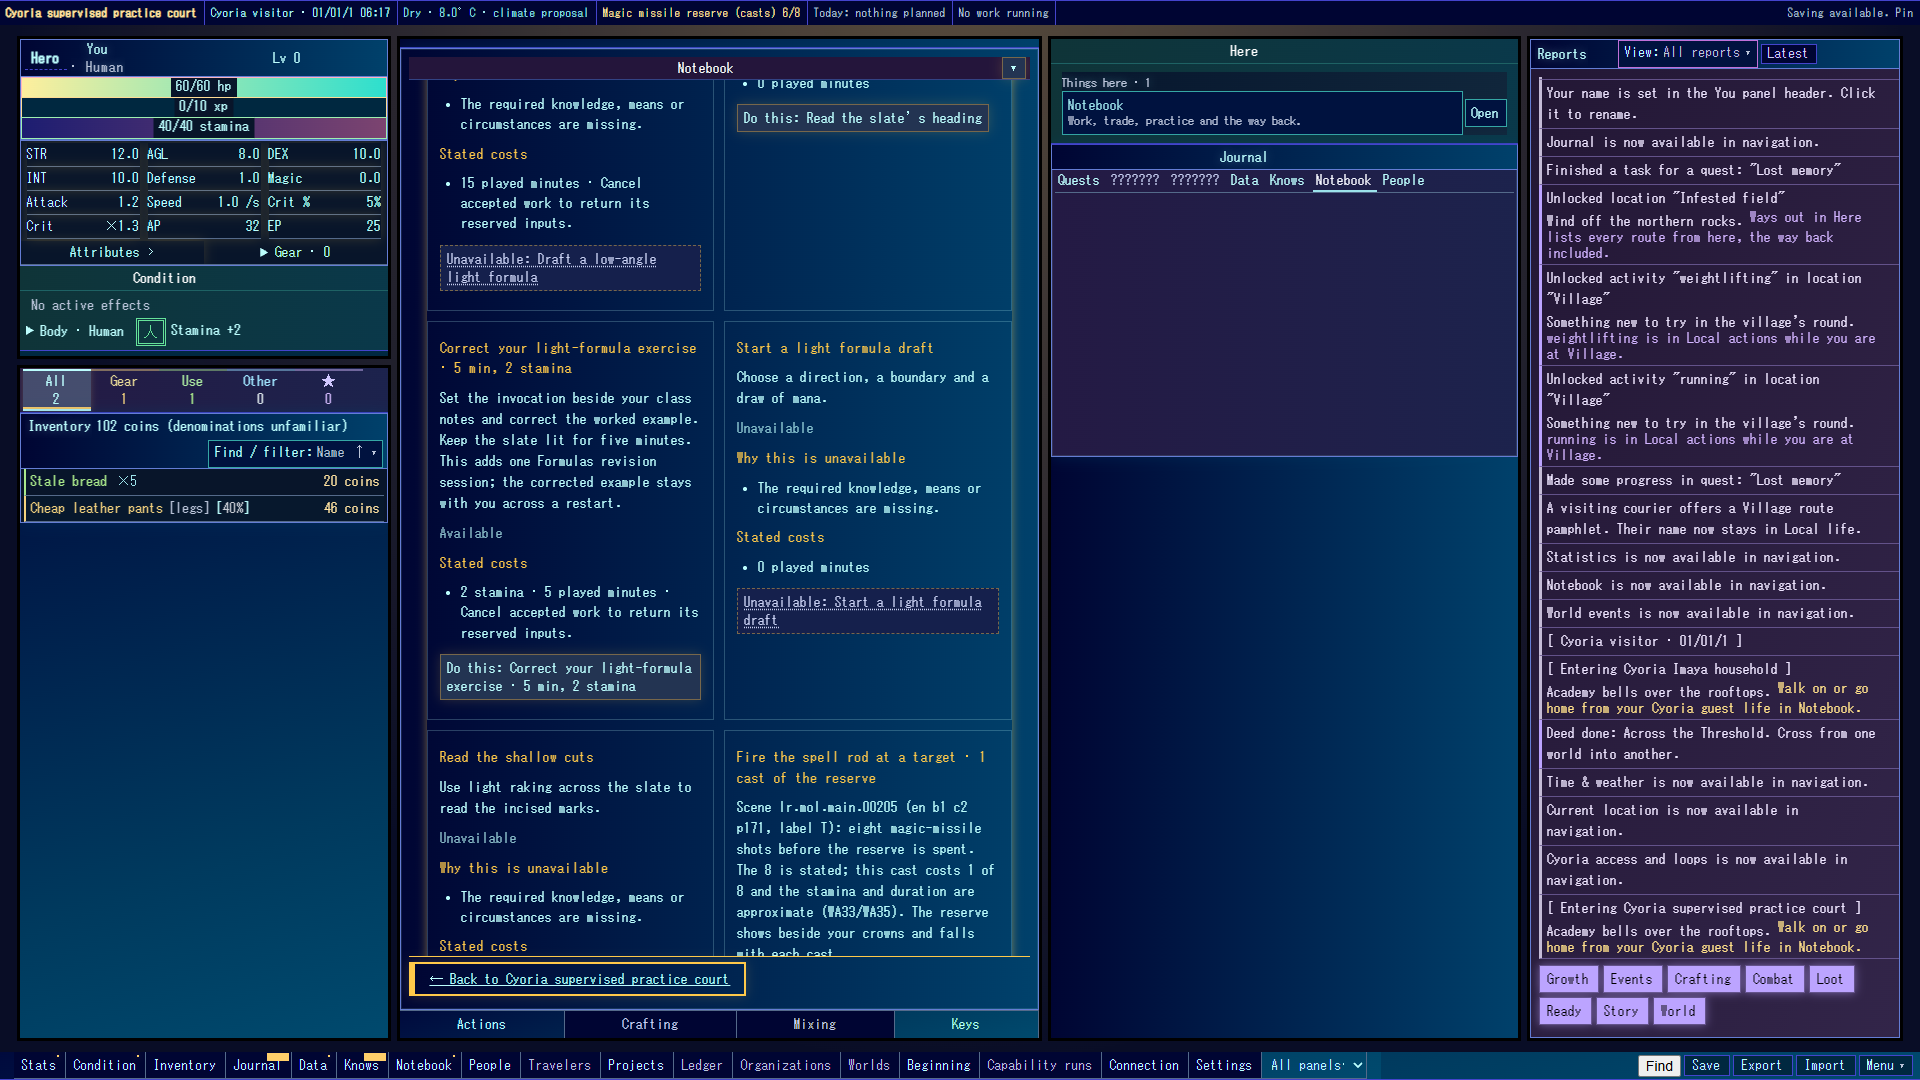 Cyoria supervised practice court
Cyoria visitor · 01/01/1 06:17
Dry · 8.0° C · climate proposal
Magic missile reserve (casts) 6/8
Today: nothing planned
No work running
Saving available. Pin
Hero · You
Human
Lv 0
60/60 hp
0/10 xp
40/40 stamina
STR 12.0 AGL 8.0 DEX 10.0
INT 10.0 Defense 1.0 Magic 0.0
Attack 1.2 Speed 1.0 /s Crit % 5%
Crit ×1.3 AP 32 EP 25
Attributes >
▶ Gear · 0
Condition
No active effects
▶ Body · Human 人 Stamina +2
All 2
Gear 1
Use 1
Other 0
★ 0
Inventory 102 coins (denominations unfamiliar)
Find / filter: Name ↑ ▾
Stale bread ×5 20 coins
Cheap leather pants [legs] [40%] 46 coins
Notebook
▾
• The required knowledge, means or
circumstances are missing.
Stated costs
• 15 played minutes · Cancel
accepted work to return its
reserved inputs.
Unavailable: Draft a low-angle
light formula
• 0 played minutes
Do this: Read the slate's heading
Correct your light-formula exercise
· 5 min, 2 stamina
Set the invocation beside your class
notes and correct the worked example.
Keep the slate lit for five minutes.
This adds one Formulas revision
session; the corrected example stays
with you across a restart.
Available
Stated costs
• 2 stamina · 5 played minutes ·
Cancel accepted work to return its
reserved inputs.
Do this: Correct your light-formula
exercise · 5 min, 2 stamina
Start a light formula draft
Choose a direction, a boundary and a
draw of mana.
Unavailable
Why this is unavailable
• The required knowledge, means or
circumstances are missing.
Stated costs
• 0 played minutes
Unavailable: Start a light formula
draft
Read the shallow cuts
Use light raking across the slate to
read the incised marks.
Unavailable
Why this is unavailable
• The required knowledge, means or
circumstances are missing.
Stated costs
Fire the spell rod at a target · 1
cast of the reserve
Scene lr.mol.main.00205 (en b1 c2
p171, label T): eight magic-missile
shots before the reserve is spent.
The 8 is stated; this cast costs 1 of
8 and the stamina and duration are
approximate (WA33/WA35). The reserve
shows beside your crowns and falls
with each cast.
← Back to Cyoria supervised practice court
Actions
Crafting
Mixing
Keys
Here
Things here · 1
Notebook
Work, trade, practice and the way back.
Open
Journal
Quests ??????? ??????? Data Knows Notebook People
Reports
View: All reports ▾
Latest
Your name is set in the You panel header. Click
it to rename.
Journal is now available in navigation.
Finished a task for a quest: "Lost memory"
Unlocked location "Infested field"
Wind off the northern rocks. Ways out in Here
lists every route from here, the way back
included.
Unlocked activity "weightlifting" in location
"Village"
Something new to try in the village's round.
weightlifting is in Local actions while you are
at Village.
Unlocked activity "running" in location
"Village"
Something new to try in the village's round.
running is in Local actions while you are at
Village.
Made some progress in quest: "Lost memory"
A visiting courier offers a Village route
pamphlet. Their name now stays in Local life.
Statistics is now available in navigation.
Notebook is now available in navigation.
World events is now available in navigation.
[ Cyoria visitor · 01/01/1 ]
[ Entering Cyoria Imaya household ]
Academy bells over the rooftops. Walk on or go
home from your Cyoria guest life in Notebook.
Deed done: Across the Threshold. Cross from one
world into another.
Time & weather is now available in navigation.
Current location is now available in
navigation.
Cyoria access and loops is now available in
navigation.
[ Entering Cyoria supervised practice court ]
Academy bells over the rooftops. Walk on or go
home from your Cyoria guest life in Notebook.
Growth Events Crafting Combat Loot
Ready Story World
Stats Condition Inventory Journal Data Knows Notebook People Travelers Projects Ledger Organizations Worlds Beginning Capability runs Connection Settings All panels
Find Save Export Import Menu ▾